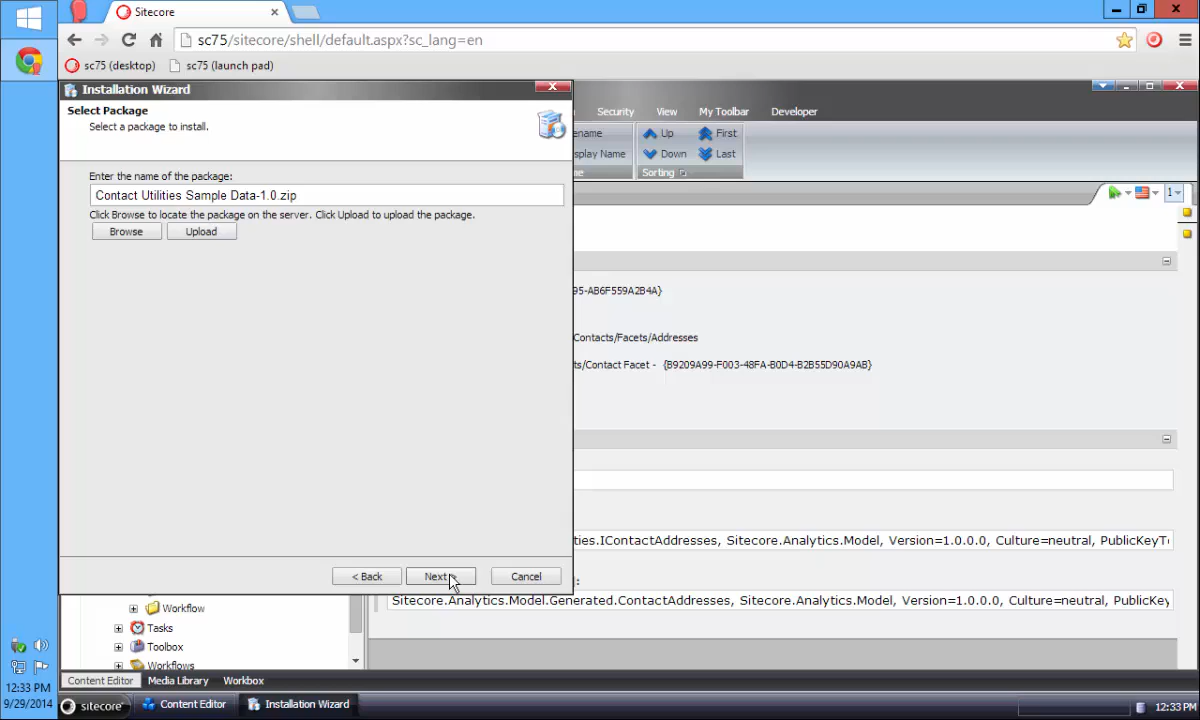 Sitecore
sc75/sitecore/shell/default.aspx?sc_lang=en
sc75 (desktop)
sc75 (launch pad)
Installation Wizard
Select Package
Select a package to install.
Enter the name of the package:
Contact Utilities Sample Data-1.0.zip
Click Browse to locate the package on the server. Click Upload to upload the package.
Browse
Upload
< Back
Next
Cancel
Security
View
My Toolbar
Developer
ename
Up
First
splay Name
Down
Last
me
Sorting
1
95-AB6F559A2B4A}
Contacts/Facets/Addresses
ts/Contact Facet - {B9209A99-F003-48FA-B0D4-B2B55D90A9AB}
ties.IContactAddresses, Sitecore.Analytics.Model, Version=1.0.0.0, Culture=neutral, PublicKeyT
:
Sitecore.Analytics.Model.Generated.ContactAddresses, Sitecore.Analytics.Model, Version=1.0.0.0, Culture=neutral, PublicKey
Workflow
Tasks
Toolbox
Workflows
Content Editor
Media Library
Workbox
sitecore
Content Editor
Installation Wizard
12:33PM
12:33 PM
9/29/2014